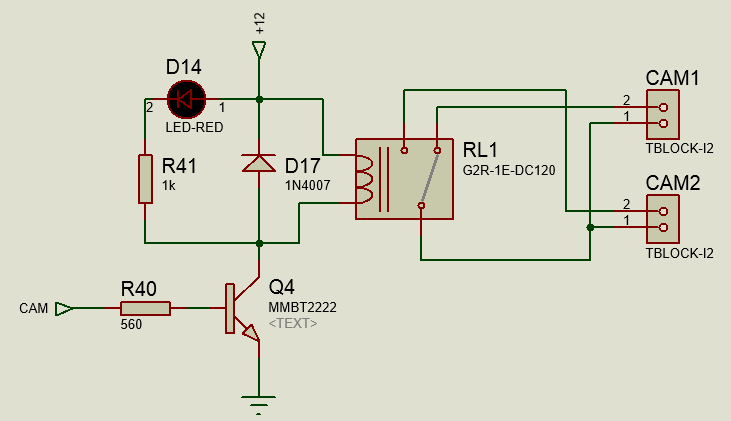 +12
D14
2
1
LED-RED
R41
1k
D17
1N4007
RL1
G2R-1E-DC120
CAM1
2
1
TBLOCK-I2
CAM2
2
1
TBLOCK-I2
CAM
R40
560
Q4
MMBT2222
<TEXT>